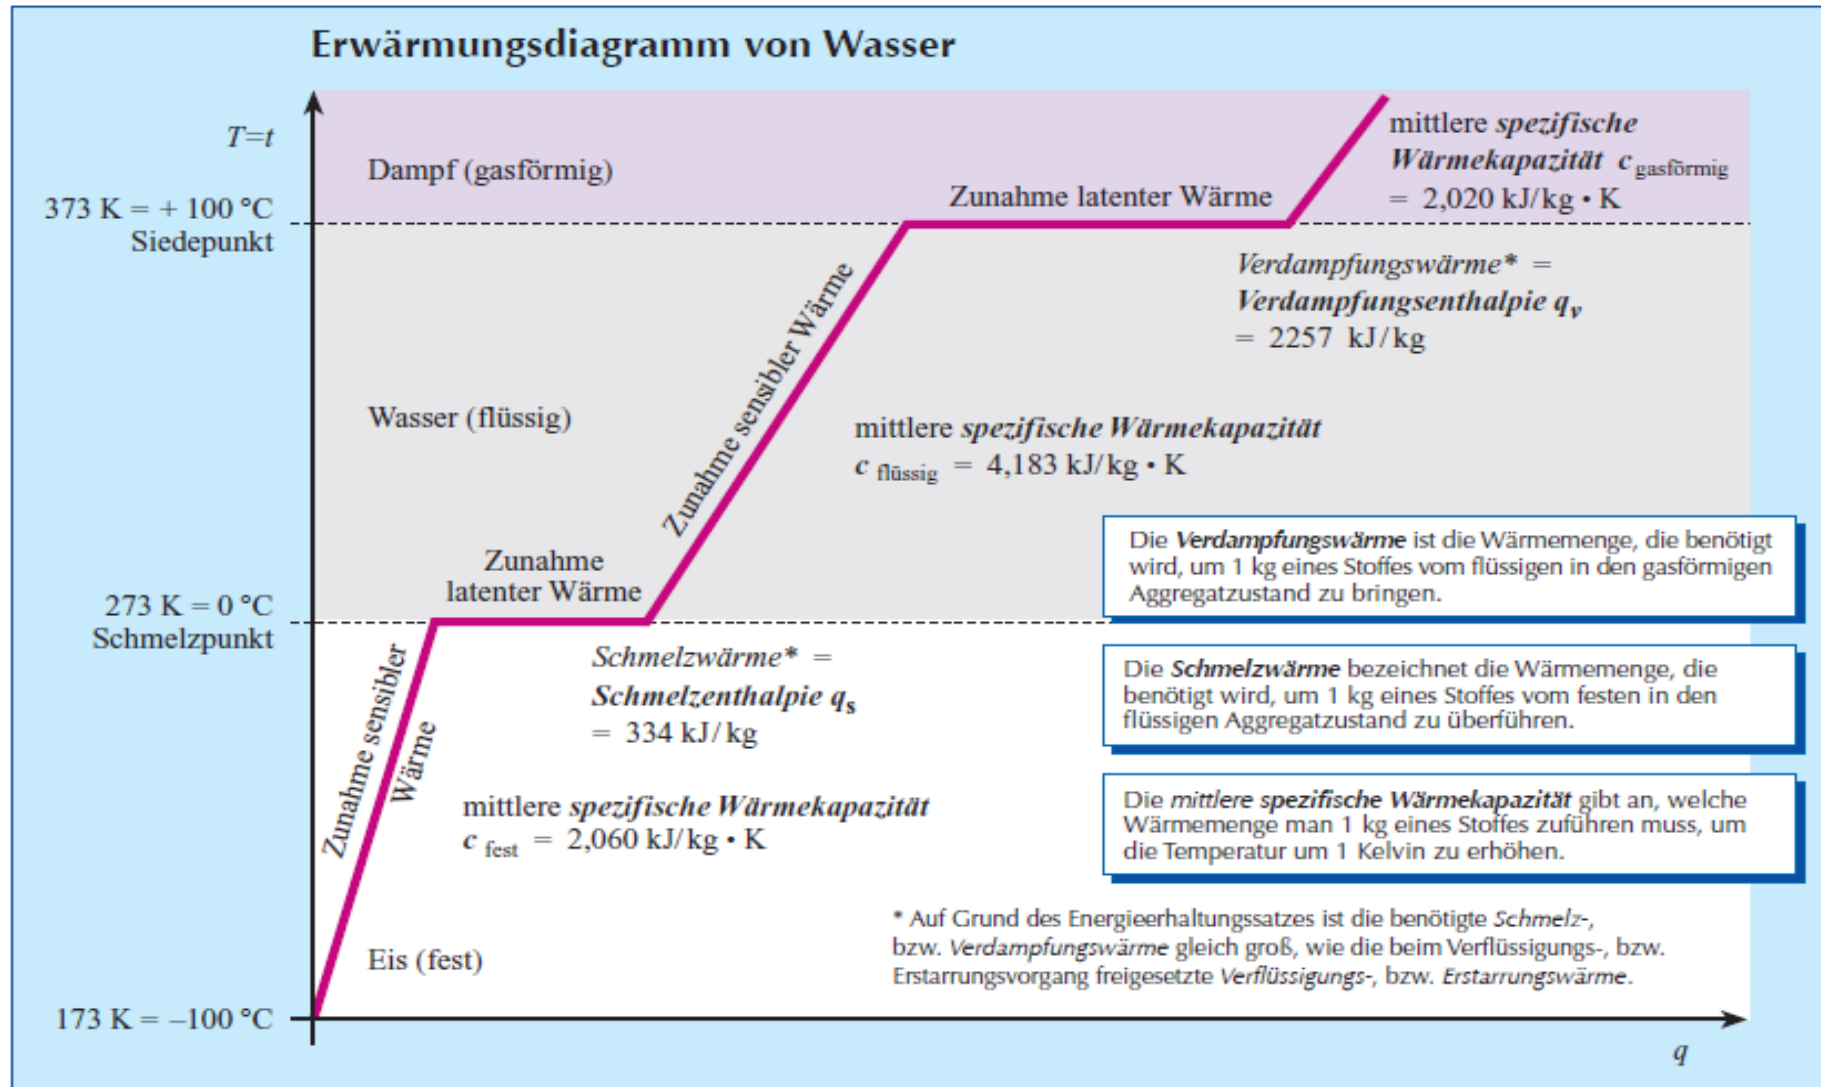 Erwärmungsdiagramm von Wasser
T=t
373 K = + 100 °C
Siedepunkt
273 K = 0 °C
Schmelzpunkt
173 K = –100 °C
Dampf (gasförmig)
Wasser (flüssig)
Eis (fest)
Zunahme sensibler
Wärme
Zunahme
latenter Wärme
Zunahme sensibler Wärme
Zunahme latenter Wärme
mittlere spezifische
Wärmekapazität c gasförmig
= 2,020 kJ/kg • K
Verdampfungswärme* =
Verdampfungsenthalpie qv
= 2257 kJ/kg
mittlere spezifische Wärmekapazität
c flüssig = 4,183 kJ/kg • K
Schmelzwärme* =
Schmelzenthalpie qs
= 334 kJ/kg
mittlere spezifische Wärmekapazität
c fest = 2,060 kJ/kg • K
Die Verdampfungswärme ist die Wärmemenge, die benötigt
wird, um 1 kg eines Stoffes vom flüssigen in den gasförmigen
Aggregatzustand zu bringen.
Die Schmelzwärme bezeichnet die Wärmemenge, die
benötigt wird, um 1 kg eines Stoffes vom festen in den
flüssigen Aggregatzustand zu überführen.
Die mittlere spezifische Wärmekapazität gibt an, welche
Wärmemenge man 1 kg eines Stoffes zuführen muss, um
die Temperatur um 1 Kelvin zu erhöhen.
* Auf Grund des Energieerhaltungssatzes ist die benötigte Schmelz-,
bzw. Verdampfungswärme gleich groß, wie die beim Verflüssigungs-, bzw.
Erstarrungsvorgang freigesetzte Verflüssigungs-, bzw. Erstarrungswärme.
q